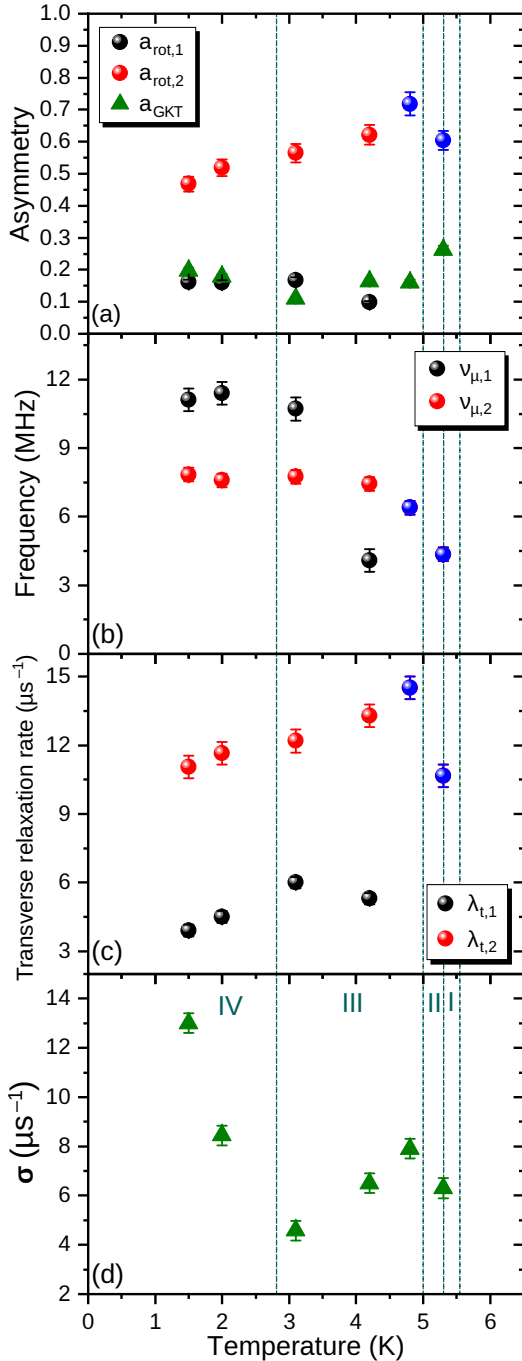 a_rot,1
a_rot,2
a_GKT
Asymmetry
1.0
0.9
0.8
0.7
0.6
0.5
0.4
0.3
0.2
0.1
0.0
(a)
ν_μ,1
ν_μ,2
Frequency (MHz)
12
9
6
3
0
(b)
Transverse relaxation rate (μs⁻¹)
15
12
9
6
3
(c)
λ_t,1
λ_t,2
IV III II I
σ (μs⁻¹)
14
12
10
8
6
4
2
(d)
0 1 2 3 4 5 6
Temperature (K)